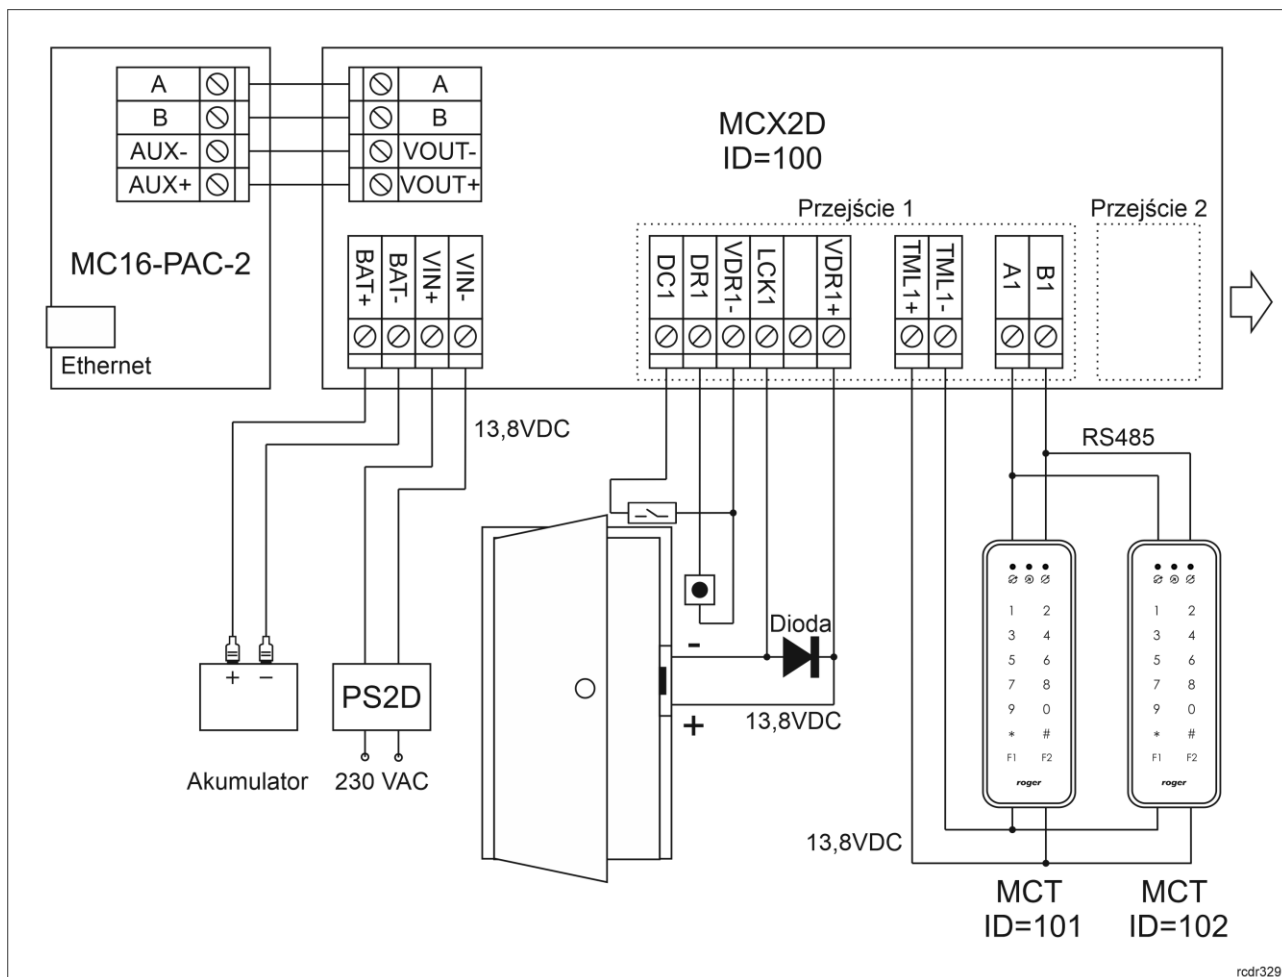 A
B
AUX-
AUX+
A
B
VOUT-
VOUT+
MC16-PAC-2
Ethernet
MCX2D
ID=100
Przejście 1
Przejście 2
BAT+
BAT-
VIN+
VIN-
DC1
DR1
VDR1-
LCK1
VDR1+
TML1+
TML1-
A1
B1
13,8VDC
RS485
Dioda
-
+
13,8VDC
+ -
Akumulator
PS2D
230 VAC
1 2
3 4
5 6
7 8
9 0
* #
F1 F2
roger
1 2
3 4
5 6
7 8
9 0
* #
F1 F2
roger
13,8VDC
MCT
ID=101
MCT
ID=102
rcdr329